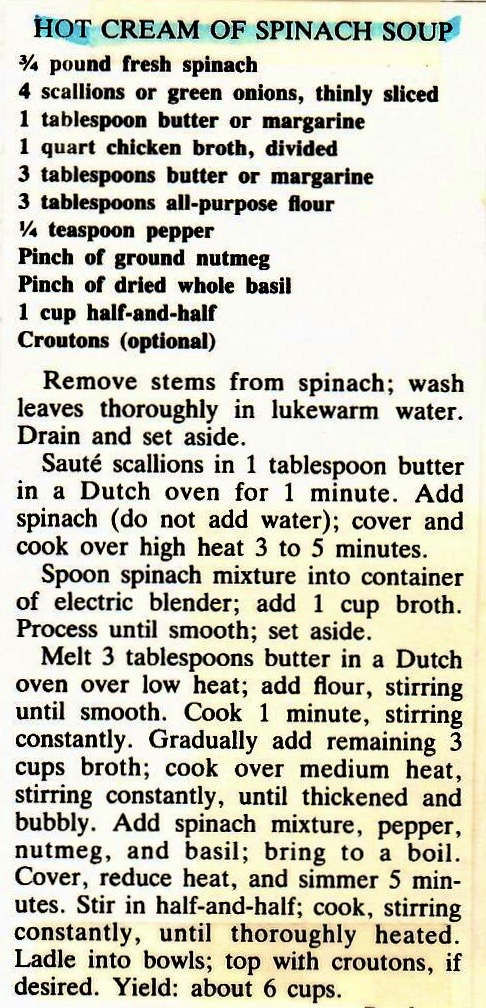 HOT CREAM OF SPINACH SOUP
¾ pound fresh spinach
4 scallions or green onions, thinly sliced
1 tablespoon butter or margarine
1 quart chicken broth, divided
3 tablespoons butter or margarine
3 tablespoons all-purpose flour
¼ teaspoon pepper
Pinch of ground nutmeg
Pinch of dried whole basil
1 cup half-and-half
Croutons (optional)
Remove stems from spinach; wash
leaves thoroughly in lukewarm water.
Drain and set aside.
Sauté scallions in 1 tablespoon butter
in a Dutch oven for 1 minute. Add
spinach (do not add water); cover and
cook over high heat 3 to 5 minutes.
Spoon spinach mixture into container
of electric blender; add 1 cup broth.
Process until smooth; set aside.
Melt 3 tablespoons butter in a Dutch
oven over low heat; add flour, stirring
until smooth. Cook 1 minute, stirring
constantly. Gradually add remaining 3
cups broth; cook over medium heat,
stirring constantly, until thickened and
bubbly. Add spinach mixture, pepper,
nutmeg, and basil; bring to a boil.
Cover, reduce heat, and simmer 5 min-
utes. Stir in half-and-half; cook, stirring
constantly, until thoroughly heated.
Ladle into bowls; top with croutons, if
desired. Yield: about 6 cups.